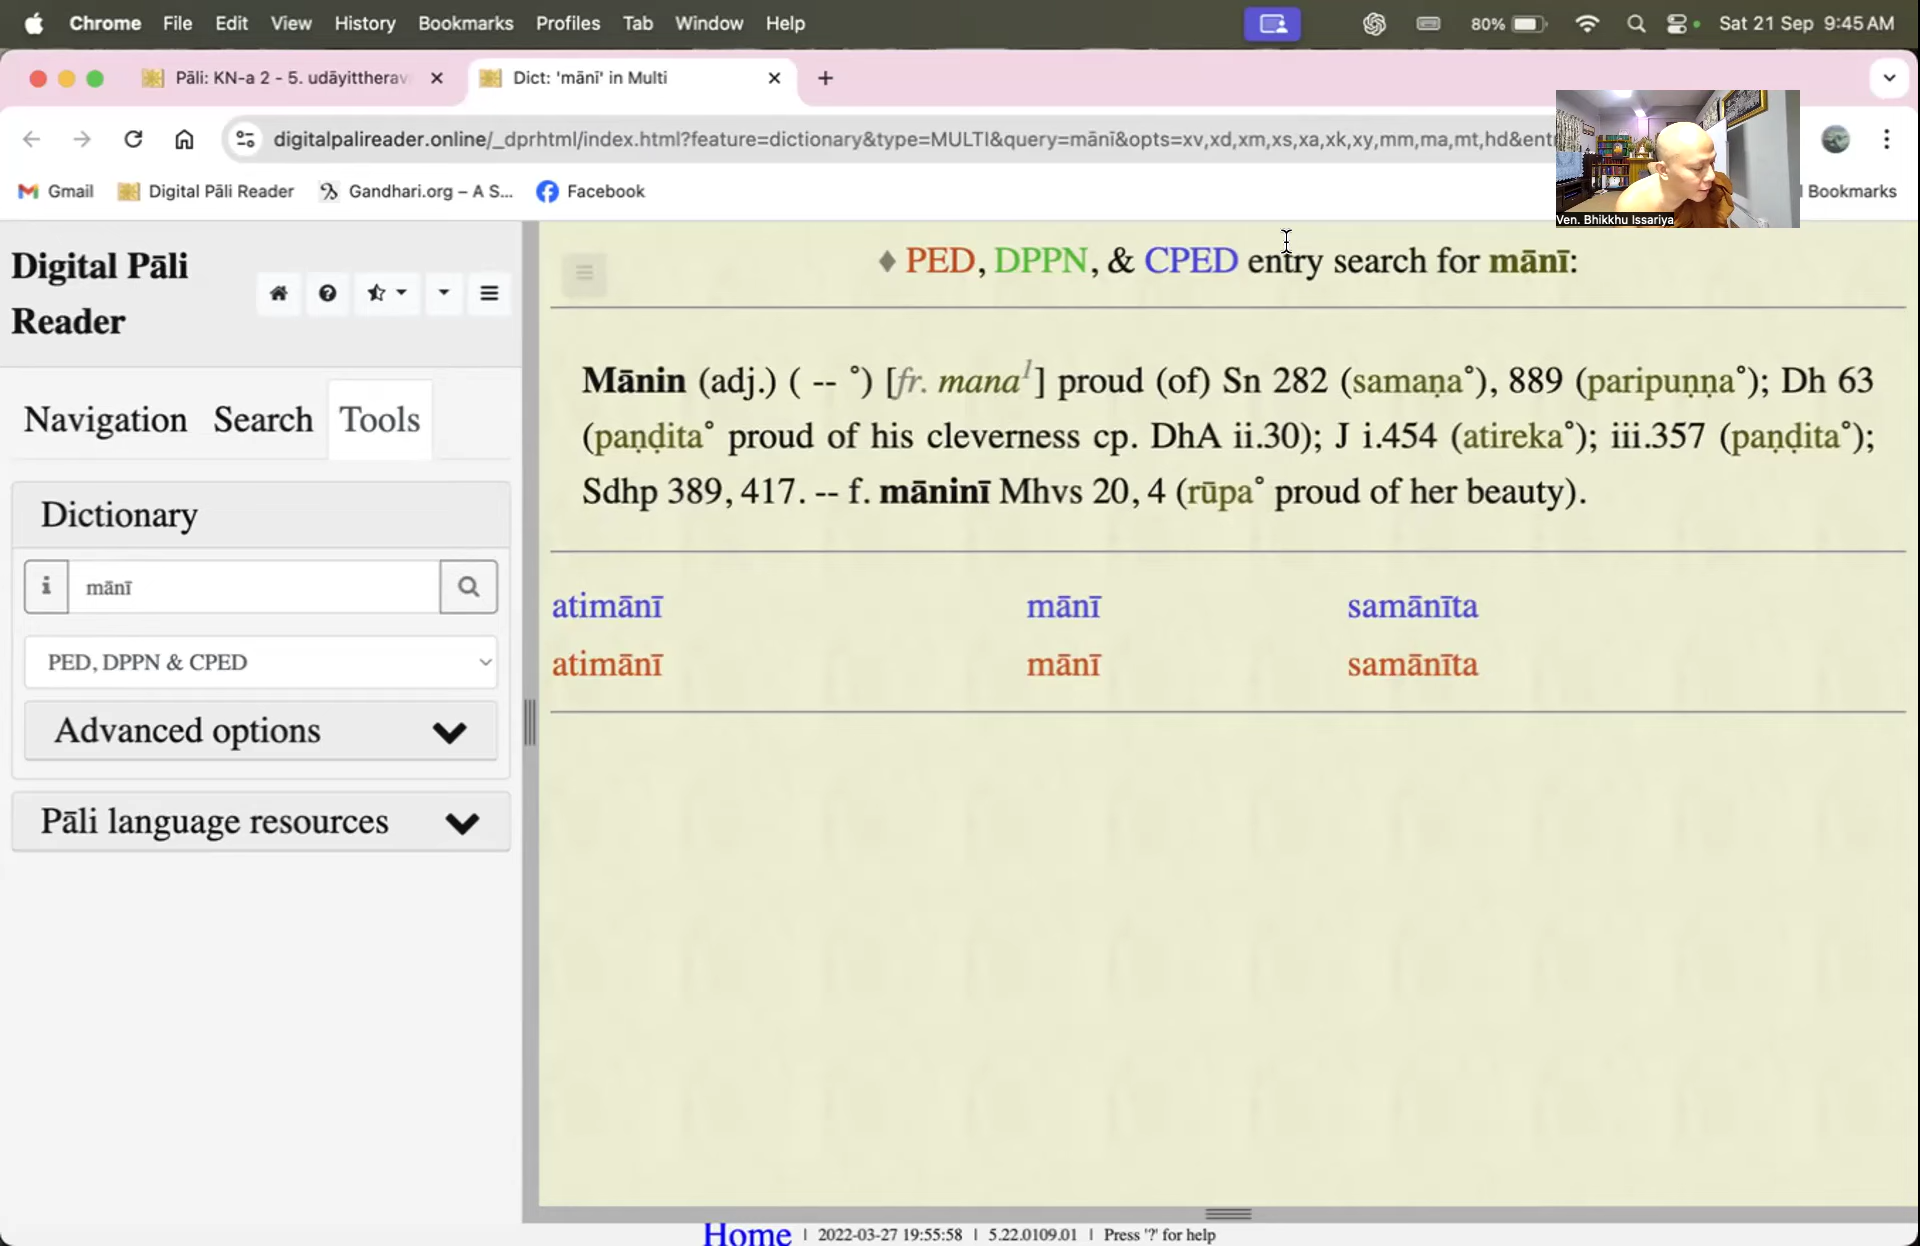 Chrome File Edit View History Bookmarks Profiles Tab Window Help 80% Sat 21 Sep 9:45 AM
Pāli: KN-a 2 - 5. udāyittherav Dict: 'mānī' in Multi
digitalpalireader.online/_dprhtml/index.html?feature=dictionary&type=MULTI&query=mānī&opts=xv,xd,xm,xs,xa,xk,xy,mm,ma,mt,hd&ent
Gmail Digital Pāli Reader Gandhari.org – A S... Facebook Bookmarks
Ven. Bhikkhu Issariya
Digital Pāli
Reader
Navigation Search Tools
Dictionary
mānī
PED, DPPN & CPED
Advanced options
Pāli language resources
♦ PED, DPPN, & CPED entry search for mānī:
Mānin (adj.) ( -- ˚) [fr. mana¹] proud (of) Sn 282 (samaṇa˚), 889 (paripuṇṇa˚); Dh 63
(paṇḍita˚ proud of his cleverness cp. DhA ii.30); J i.454 (atireka˚); iii.357 (paṇḍita˚);
Sdhp 389, 417. -- f. māninī Mhvs 20, 4 (rūpa˚ proud of her beauty).
atimānī mānī samānīta
atimānī mānī samānīta
Home | 2022-03-27 19:55:58 | 5.22.0109.01 | Press '?' for help